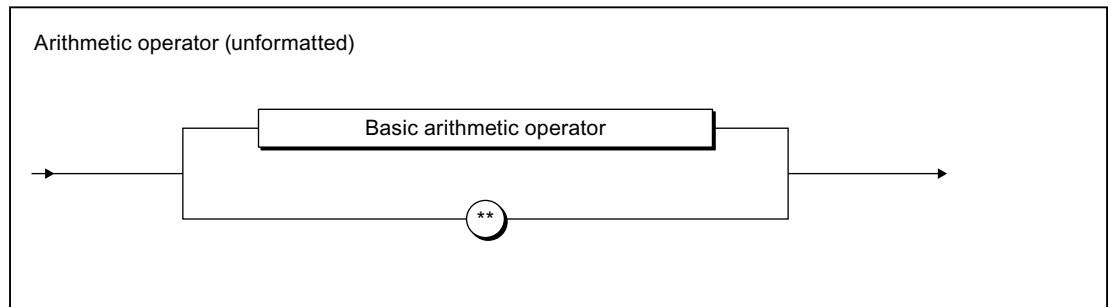 Arithmetic operator (unformatted)
Basic arithmetic operator
**